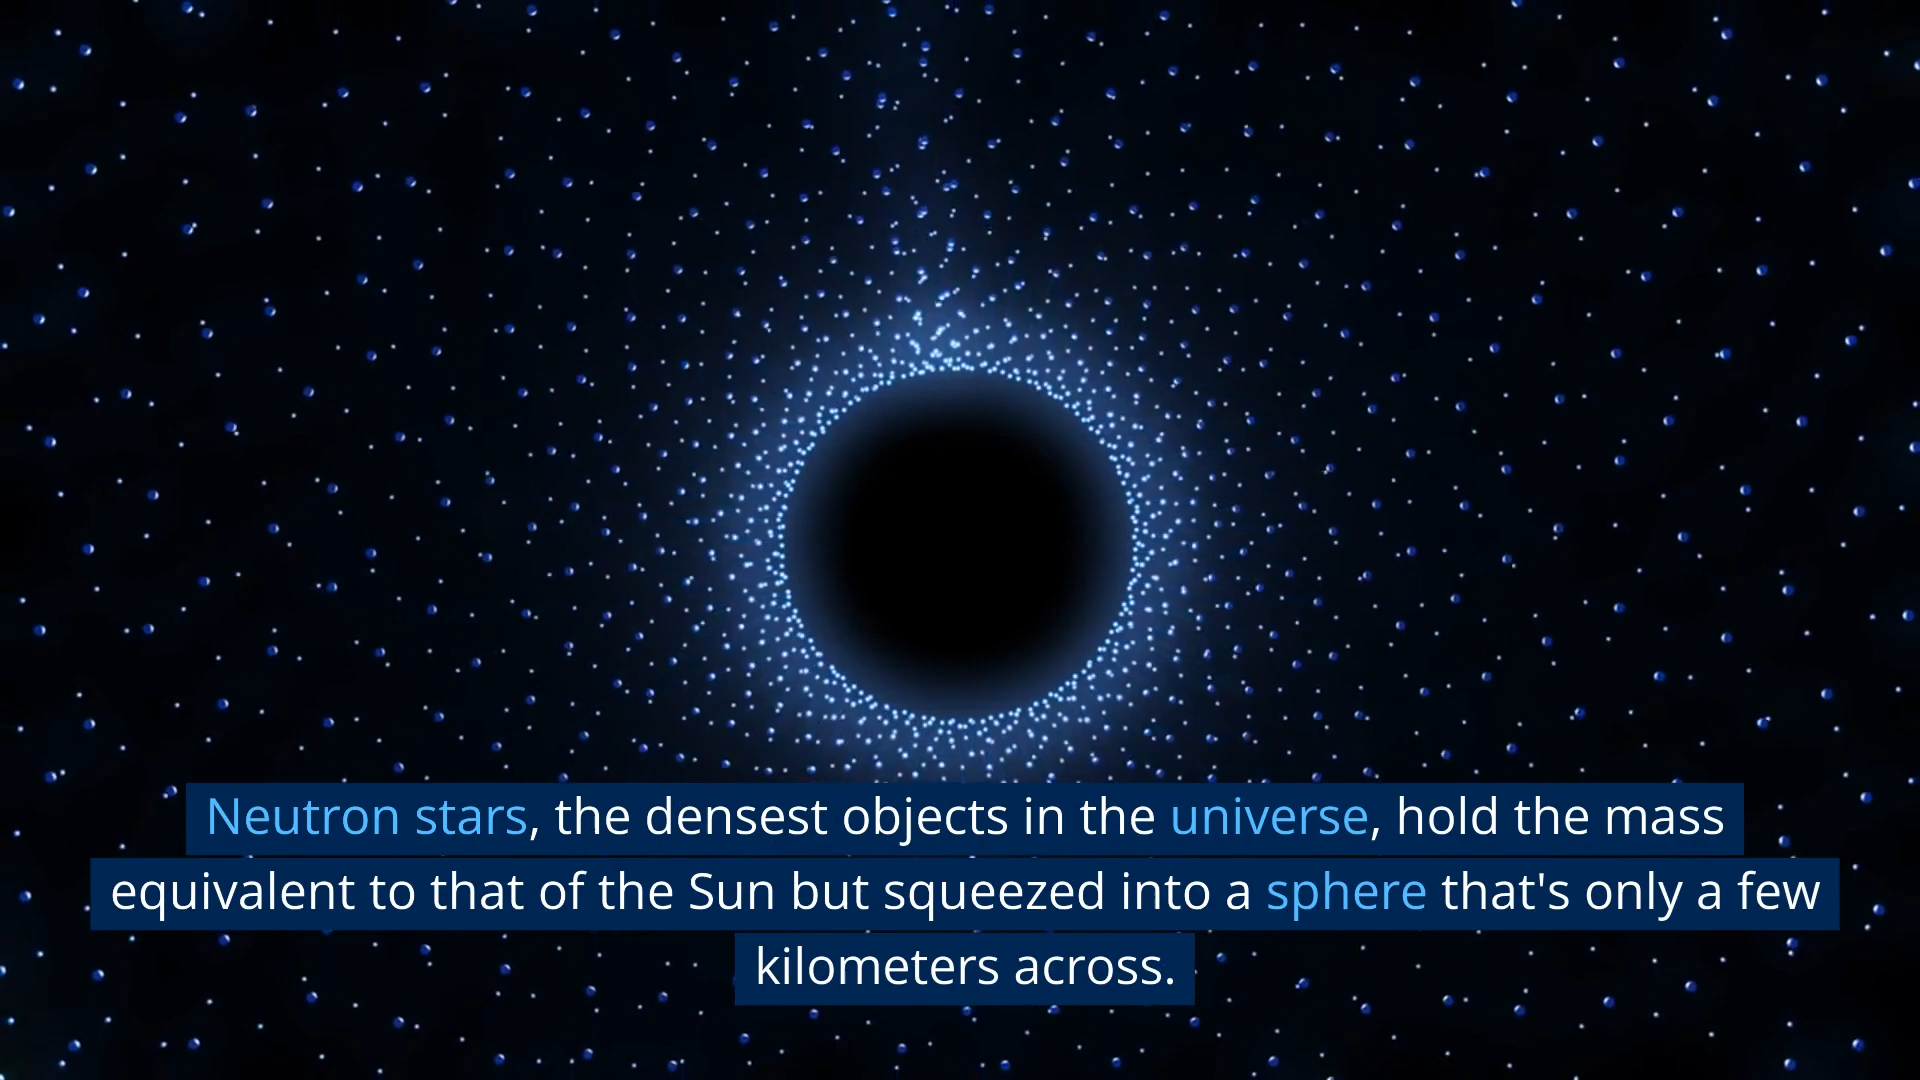 Neutron stars, the densest objects in the universe, hold the mass
equivalent to that of the Sun but squeezed into a sphere that's only a few
kilometers across.